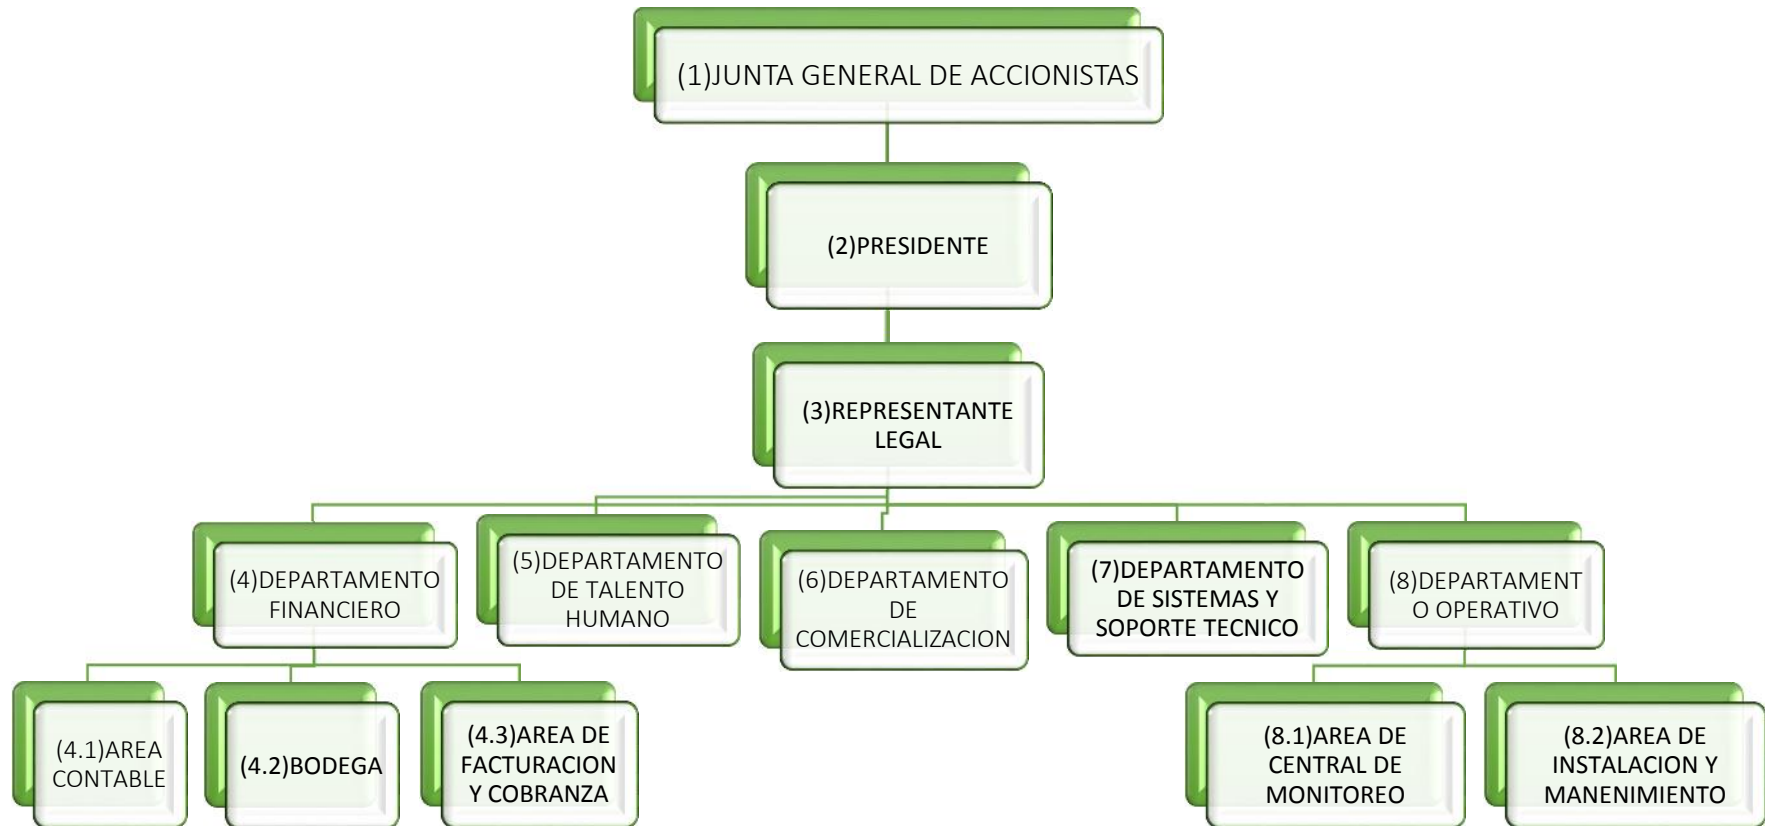 (1)JUNTA GENERAL DE ACCIONISTAS
(2)PRESIDENTE
(3)REPRESENTANTE
LEGAL
(4)DEPARTAMENTO
FINANCIERO
(5)DEPARTAMENTO
DE TALENTO
HUMANO
(6)DEPARTAMENTO
DE
COMERCIALIZACION
(7)DEPARTAMENTO
DE SISTEMAS Y
SOPORTE TECNICO
(8)DEPARTAMENT
O OPERATIVO
(4.1)AREA
CONTABLE
(4.2)BODEGA
(4.3)AREA DE
FACTURACION
Y COBRANZA
(8.1)AREA DE
CENTRAL DE
MONITOREO
(8.2)AREA DE
INSTALACION Y
MANENIMIENTO